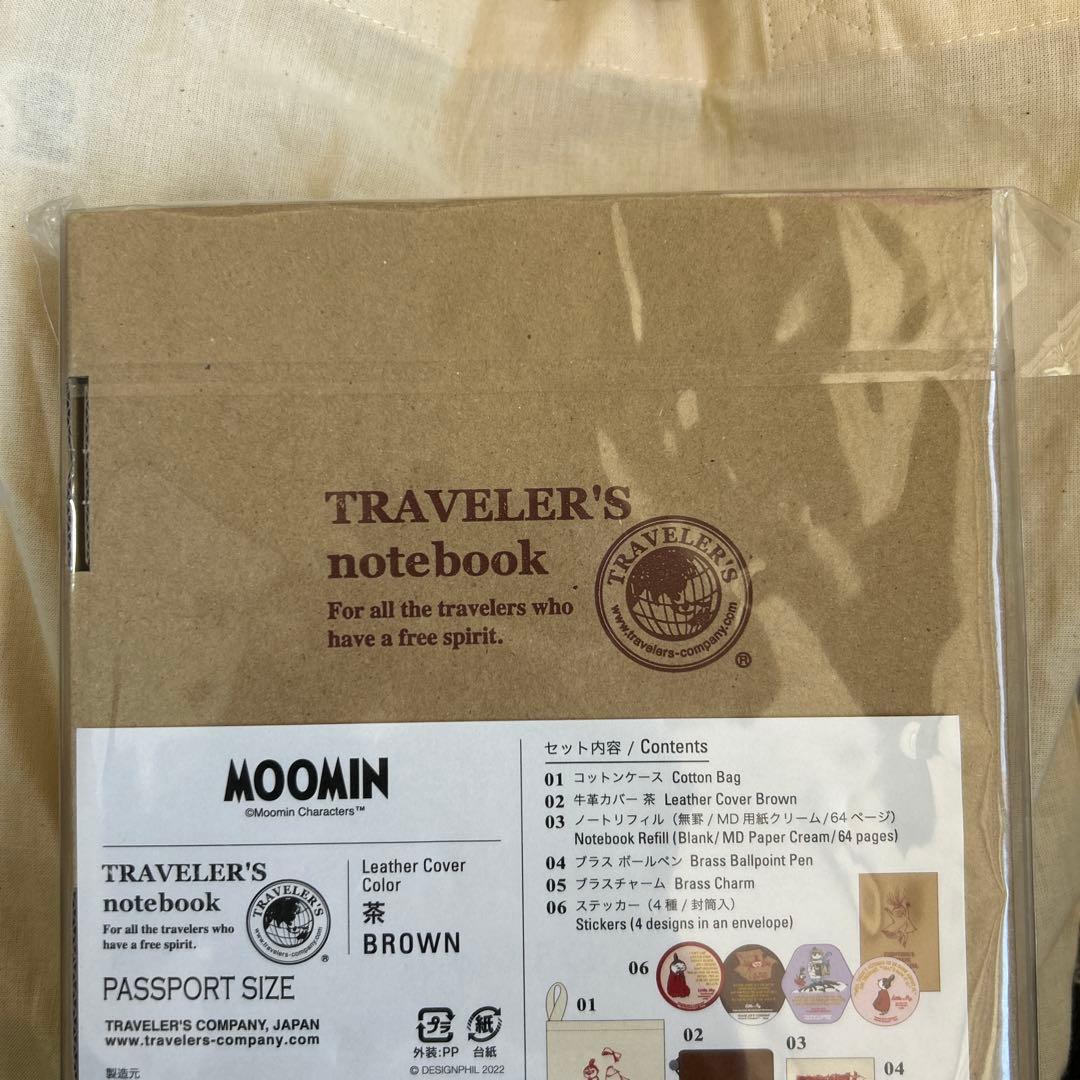 TRAVELER'S
notebook
For all the travelers who
have a free spirit.
TRAVELER'S
www.travelers-company.com
®
MOOMIN
©Moomin Characters™
TRAVELER'S
notebook
For all the travelers who
have a free spirit.
TRAVELER'S
www.travelers-company.com
®
Leather Cover
Color
茶
BROWN
PASSPORT SIZE
TRAVELER'S COMPANY, JAPAN
www.travelers-company.com
プラ
外装:PP
紙
台紙
製造元
© DESIGNPHIL 2022
セット内容 / Contents
01 コットンケース Cotton Bag
02 牛革カバー 茶 Leather Cover Brown
03 ノートリフィル（無罫/MD用紙クリーム/64ページ）
Notebook Refill (Blank/ MD Paper Cream/64 pages)
04 ブラス ボールペン Brass Ballpoint Pen
05 ブラスチャーム Brass Charm
06 ステッカー（4種/封筒入）
Stickers (4 designs in an envelope)
06
01
02
03
04